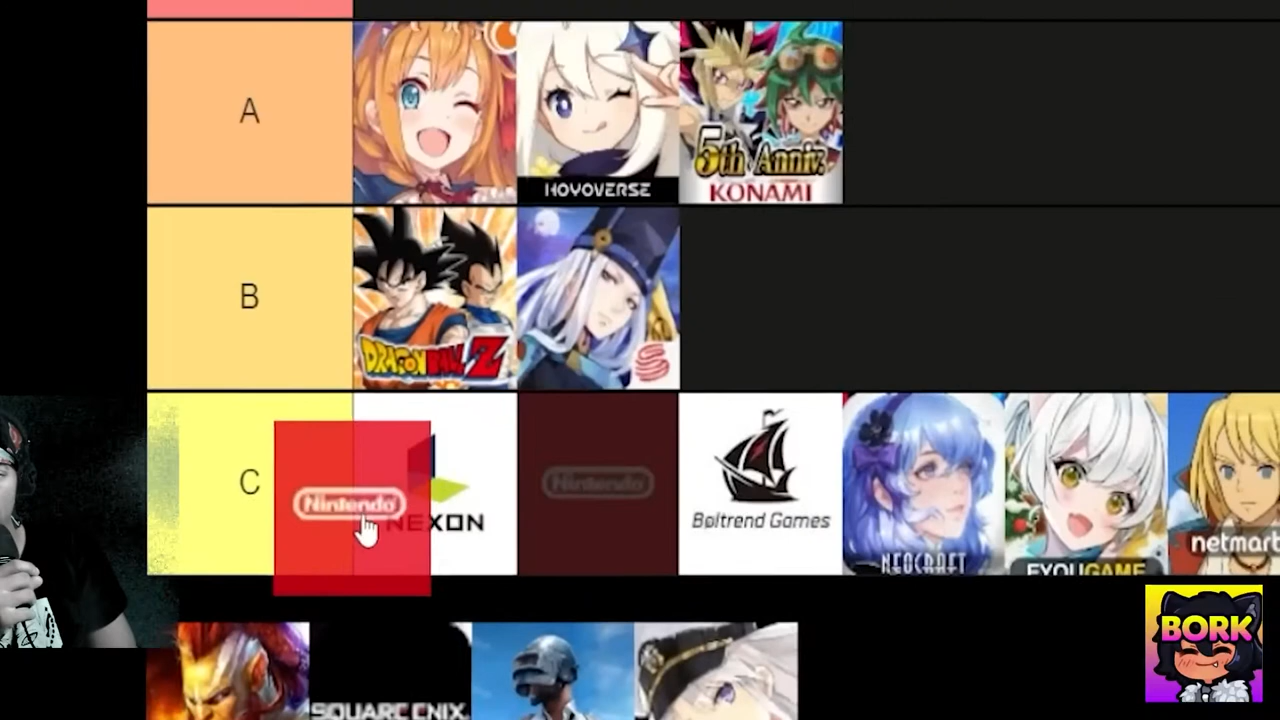 A
HOYOVERSE
5th Anniv.
KONAMI
B
DRAGON BALL Z
C
Nintendo
NEXON
Nintendo
Boltrend Games
NEOCRAFT
EYOUGAME
netmarb
SQUARE ENIX
BORK